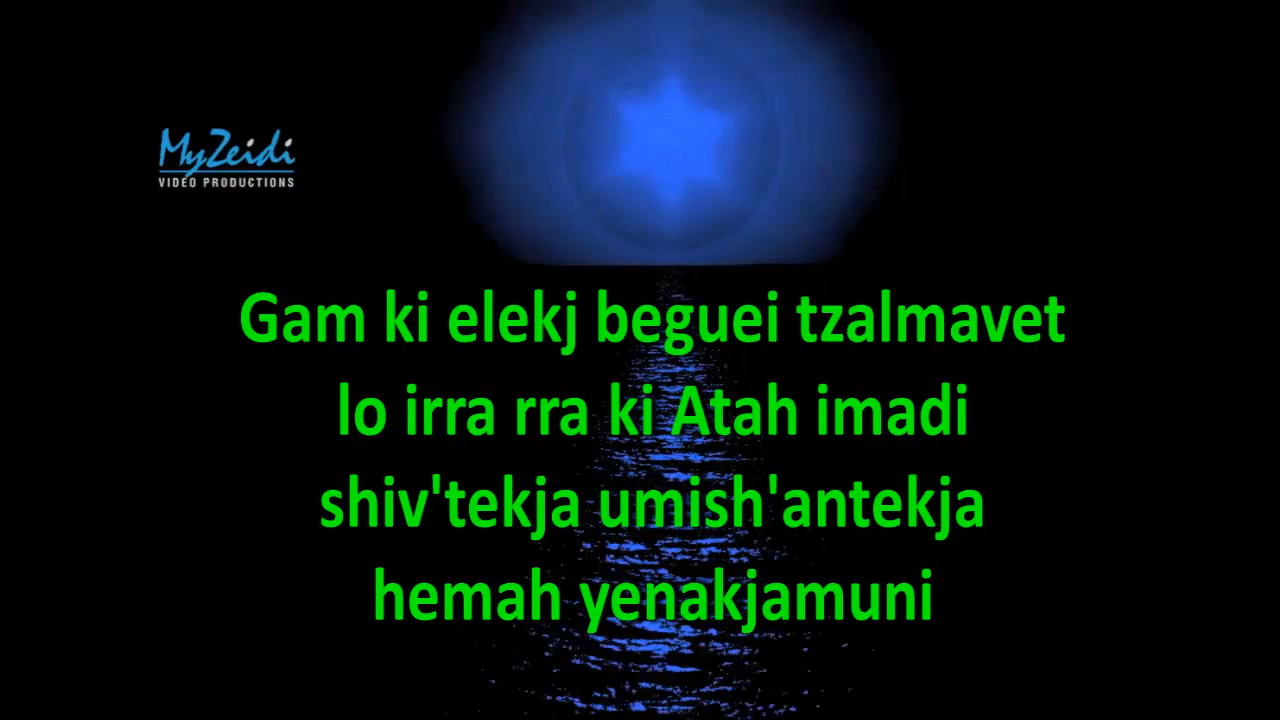 MyZeidi
VIDEO PRODUCTIONS
Gam ki elekj beguei tzalmavet
lo irra rra ki Atah imadi
shiv'tekja umish'antekja
hemah yenakjamuni